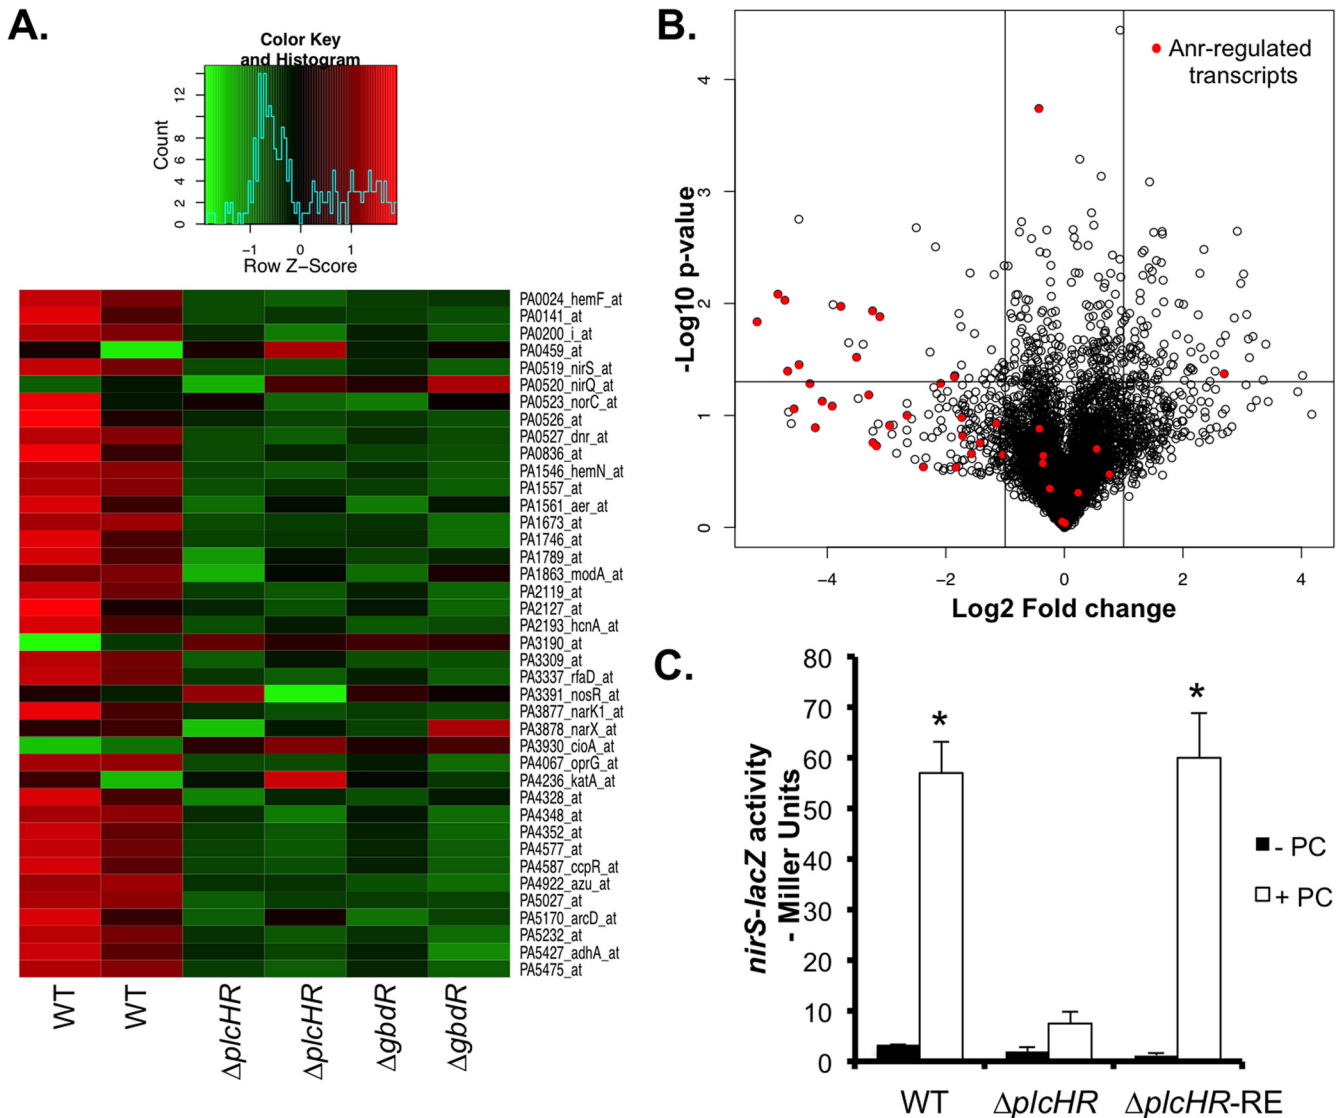 A.
Color Key
and Histogram
Count
0 2 4 6 8 12
−1 0 1
Row Z-Score
PA0024_hemF_at
PA0141_at
PA0200_i_at
PA0459_at
PA0519_nirS_at
PA0520_nirQ_at
PA0523_norC_at
PA0526_at
PA0527_dnr_at
PA0836_at
PA1546_hemN_at
PA1557_at
PA1561_aer_at
PA1673_at
PA1746_at
PA1789_at
PA1863_modA_at
PA2119_at
PA2127_at
PA2193_hcnA_at
PA3190_at
PA3309_at
PA3337_rfaD_at
PA3391_nosR_at
PA3877_narK1_at
PA3878_narX_at
PA3930_cioA_at
PA4067_oprG_at
PA4236_katA_at
PA4328_at
PA4348_at
PA4352_at
PA4577_at
PA4587_ccpR_at
PA4922_azu_at
PA5027_at
PA5170_arcD_at
PA5232_at
PA5427_adhA_at
PA5475_at
WT
WT
ΔplcHR
ΔplcHR
ΔgbdR
ΔgbdR
B.
Anr-regulated
transcripts
-Log10 p-value
4
3
2
1
0
−4 −2 0 2 4
Log2 Fold change
C.
nirS-lacZ activity
- Miller Units
80
70
60
50
40
30
20
10
0
*
*
- PC
+ PC
WT ΔplcHR ΔplcHR-RE